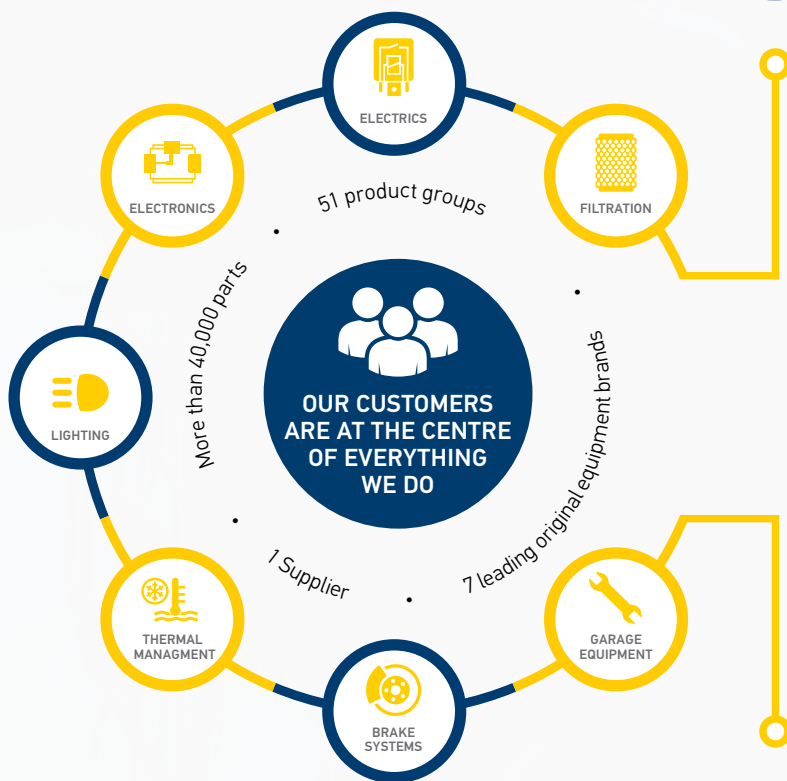 ELECTRICS
ELECTRONICS
FILTRATION
51 product groups
More than 40,000 parts
OUR CUSTOMERS
ARE AT THE CENTRE
OF EVERYTHING
WE DO
7 leading original equipment brands
LIGHTING
1 Supplier
THERMAL
MANAGMENT
GARAGE
EQUIPMENT
BRAKE
SYSTEMS